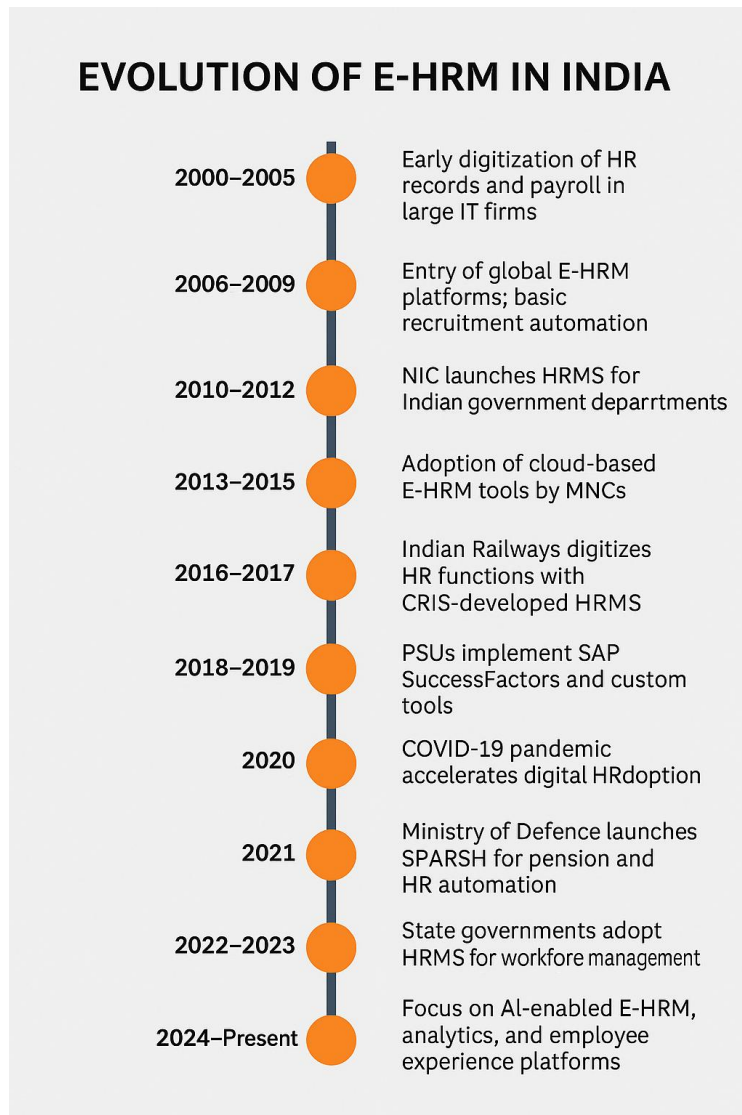 EVOLUTION OF E-HRM IN INDIA
2000–2005
Early digitization of HR
records and payroll in
large IT firms
2006–2009
Entry of global E-HRM
platforms; basic
recruitment automation
2010–2012
NIC launches HRMS for
Indian government deparrtments
2013–2015
Adoption of cloud-based
E-HRM tools by MNCs
2016–2017
Indian Railways digitizes
HR functions with
CRIS-developed HRMS
2018–2019
PSUs implement SAP
SuccessFactors and custom
tools
2020
COVID-19 pandemic
accelerates digital HRdoption
2021
Ministry of Defence launches
SPARSH for pension and
HR automation
2022–2023
State governments adopt
HRMS for workfore management
2024–Present
Focus on AI-enabled E-HRM,
analytics, and employee
experience platforms